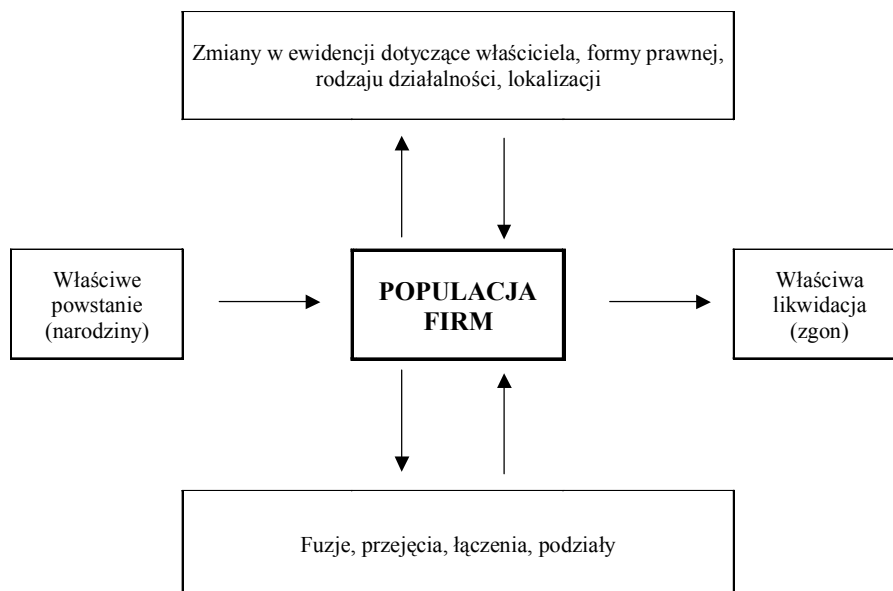 Zmiany w ewidencji dotyczące właściciela, formy prawnej,
rodzaju działalności, lokalizacji
Właściwe
powstanie
(narodziny)
POPULACJA
FIRM
Właściwa
likwidacja
(zgon)
Fuzje, przejęcia, łączenia, podziały